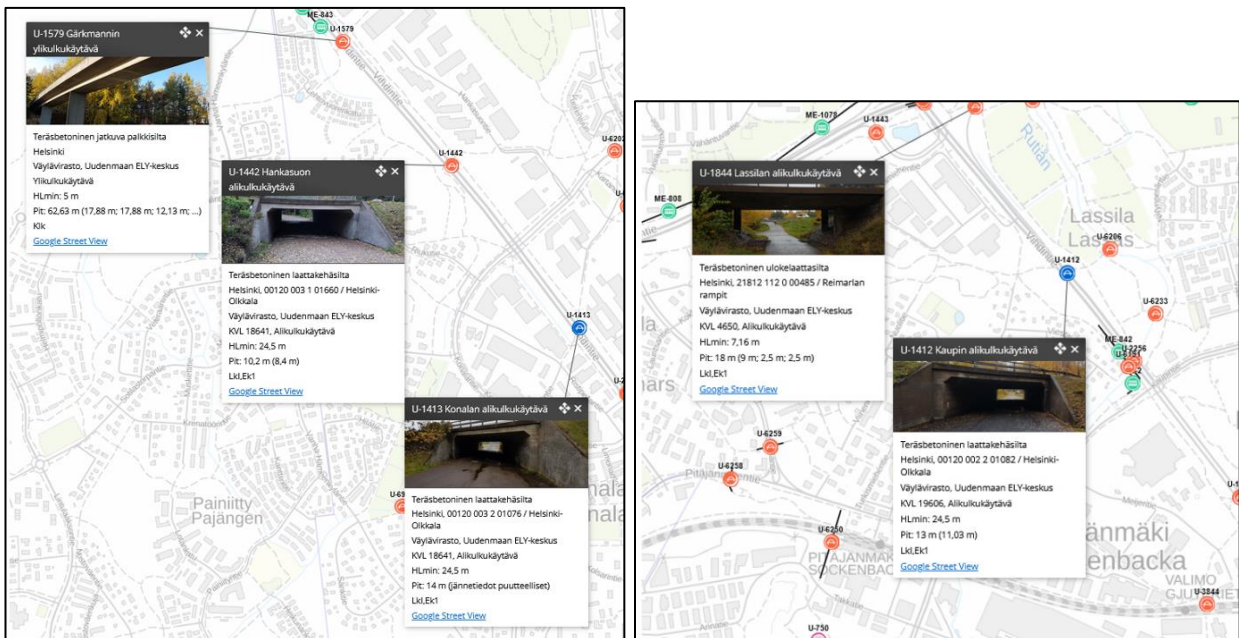 ME-843
U-1579
U-1579 Gärkmannin
ylikulkukäytävä
Vihdintie
Teräsbetoninen jatkuva palkkisilta
Helsinki
Väylävirasto, Uudenmaan ELY-keskus
Ylikulkukäytävä
HLmin: 5 m
Pit: 62,63 m (17,88 m; 17,88 m; 12,13 m; ...)
Klk
Google Street View
U-1442
U-1442 Hankasuon
alikulkukäytävä
Teräsbetoninen laattakehäsilta
Helsinki, 00120 003 1 01660 / Helsinki-
Olkkala
Väylävirasto, Uudenmaan ELY-keskus
KVL 18641, Alikulkukäytävä
HLmin: 24,5 m
Pit: 10,2 m (8,4 m)
Lkl,Ek1
Google Street View
U-1413
U-1413 Konalan alikulkukäytävä
Teräsbetoninen laattakehäsilta
Helsinki, 00120 003 2 01076 / Helsinki-
Olkkala
Väylävirasto, Uudenmaan ELY-keskus
KVL 18641, Alikulkukäytävä
HLmin: 24,5 m
Pit: 14 m (jännetiedot puutteelliset)
Lkl,Ek1
Google Street View
Painiitty
Pajängen
ME-1078
U-1443
ME-808
U-1844 Lassilan alikulkukäytävä
Teräsbetoninen ulokelaattasilta
Helsinki, 21812 112 0 00485 / Reimarlan
rampit
Väylävirasto, Uudenmaan ELY-keskus
KVL 4650, Alikulkukäytävä
HLmin: 7,16 m
Pit: 18 m (9 m; 2,5 m; 2,5 m)
Lkl,Ek1
Google Street View
Lassila
U-6206
U-1412
U-6233
ME-842
U-2256
U-1412 Kaupin alikulkukäytävä
Teräsbetoninen laattakehäsilta
Helsinki, 00120 002 2 01082 / Helsinki-
Olkkala
Väylävirasto, Uudenmaan ELY-keskus
KVL 19606, Alikulkukäytävä
HLmin: 24,5 m
Pit: 13 m (11,03 m)
Lkl,Ek1
Google Street View
U-6259
U-6258
U-6250
SOCKENBAC
VALIMO
U-3844
U-750